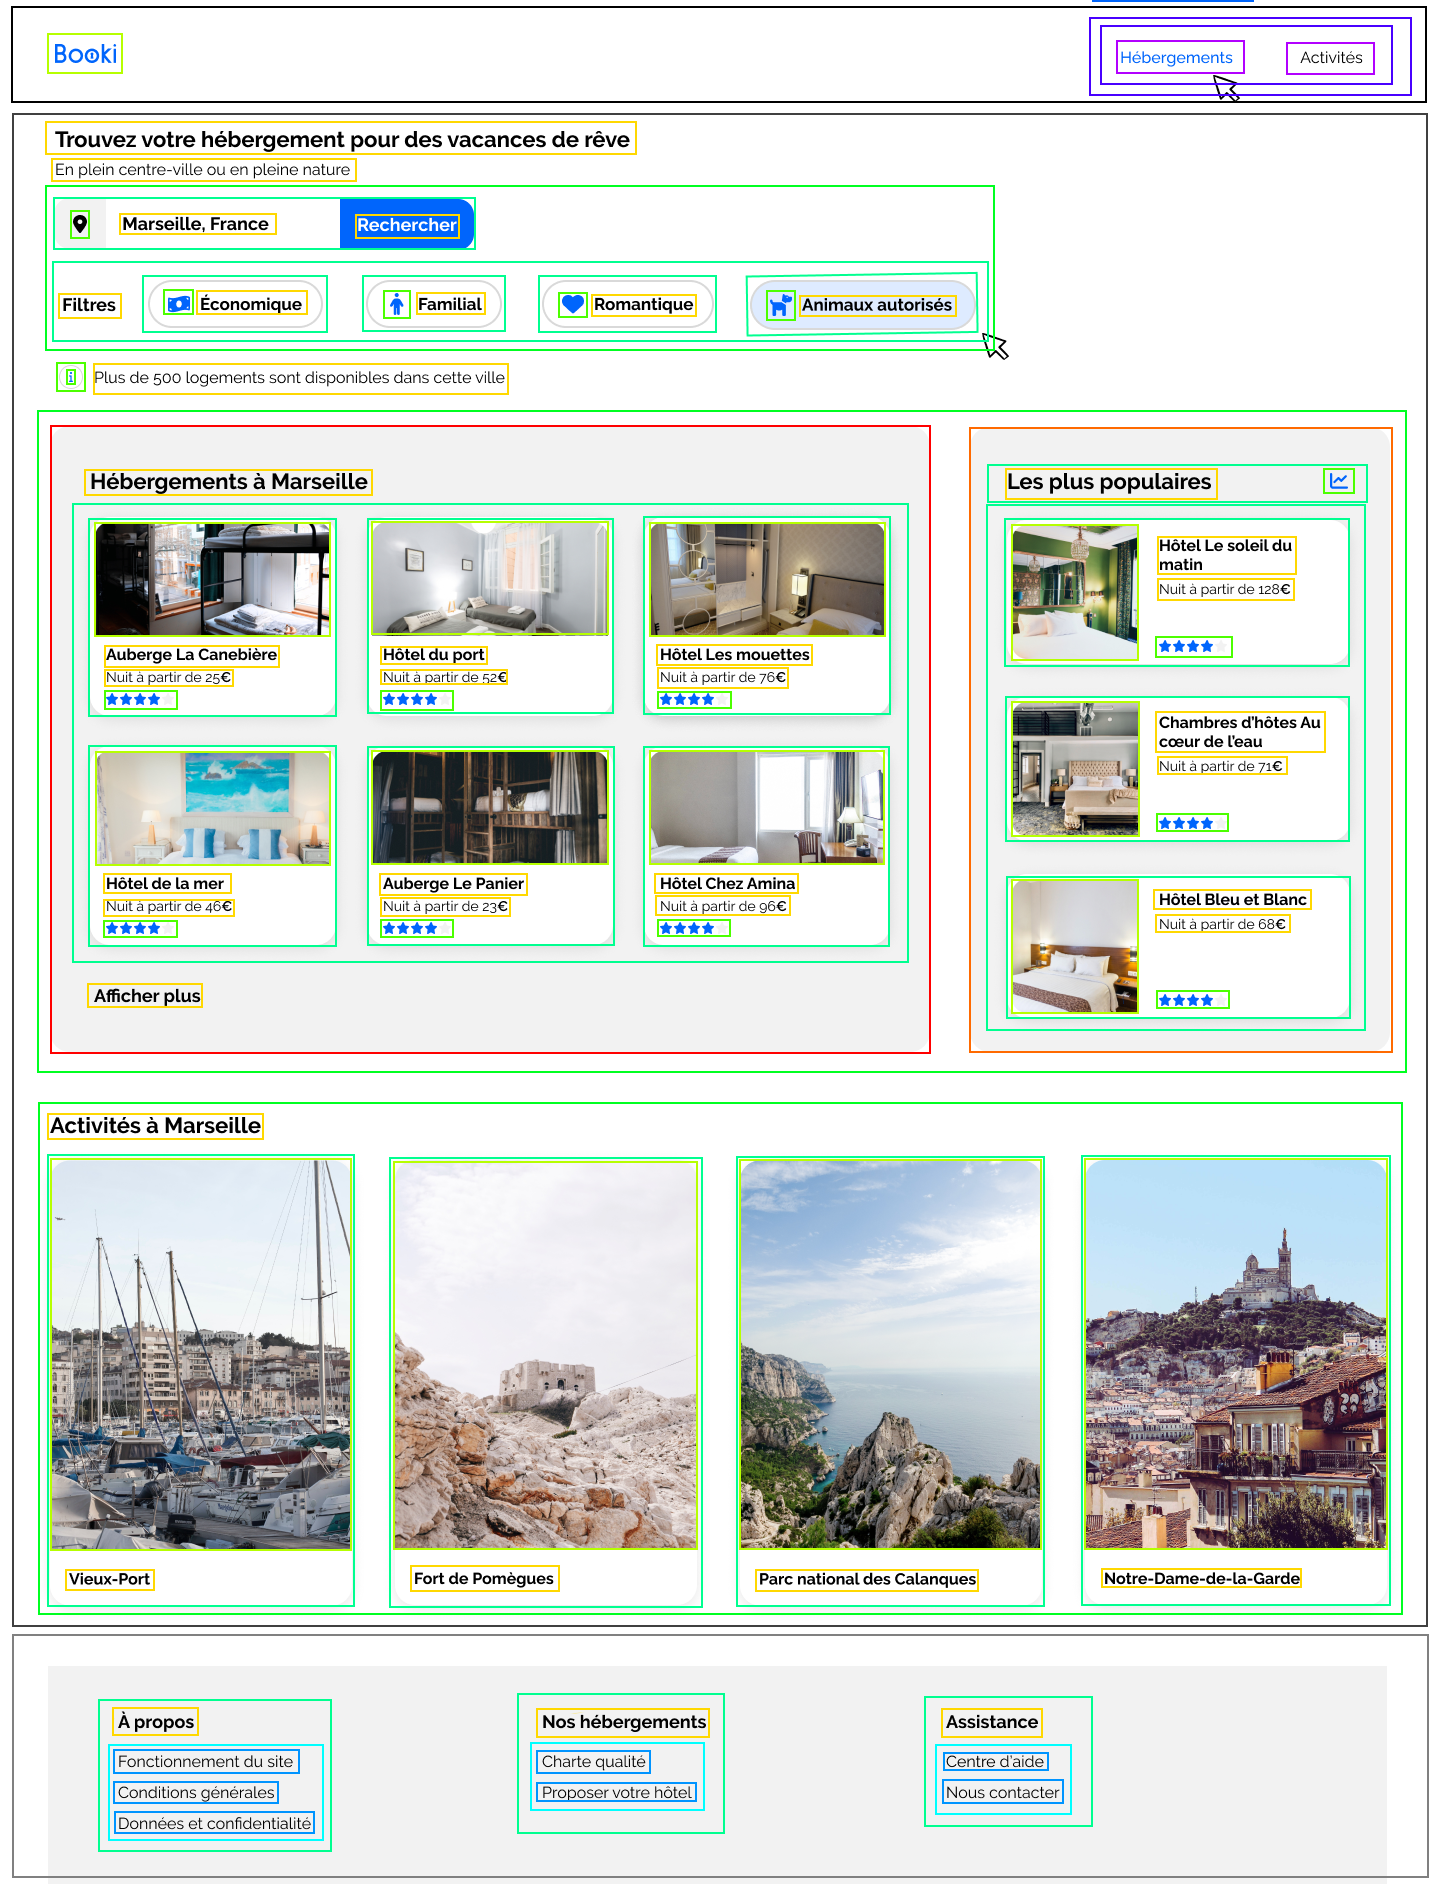 Booki
Hébergements
Activités
Trouvez votre hébergement pour des vacances de rêve
En plein centre-ville ou en pleine nature
Marseille, France
Rechercher
Filtres
Économique
Familial
Romantique
Animaux autorisés
Plus de 500 logements sont disponibles dans cette ville
Hébergements à Marseille
Auberge La Canebière
Nuit à partir de 25€
Hôtel du port
Nuit à partir de 52€
Hôtel Les mouettes
Nuit à partir de 76€
Hôtel de la mer
Nuit à partir de 46€
Auberge Le Panier
Nuit à partir de 23€
Hôtel Chez Amina
Nuit à partir de 96€
Afficher plus
Les plus populaires
Hôtel Le soleil du
matin
Nuit à partir de 128€
Chambres d'hôtes Au
cœur de l'eau
Nuit à partir de 71€
Hôtel Bleu et Blanc
Nuit à partir de 68€
Activités à Marseille
Vieux-Port
Fort de Pomègues
Parc national des Calanques
Notre-Dame-de-la-Garde
À propos
Fonctionnement du site
Conditions générales
Données et confidentialité
Nos hébergements
Charte qualité
Proposer votre hôtel
Assistance
Centre d'aide
Nous contacter